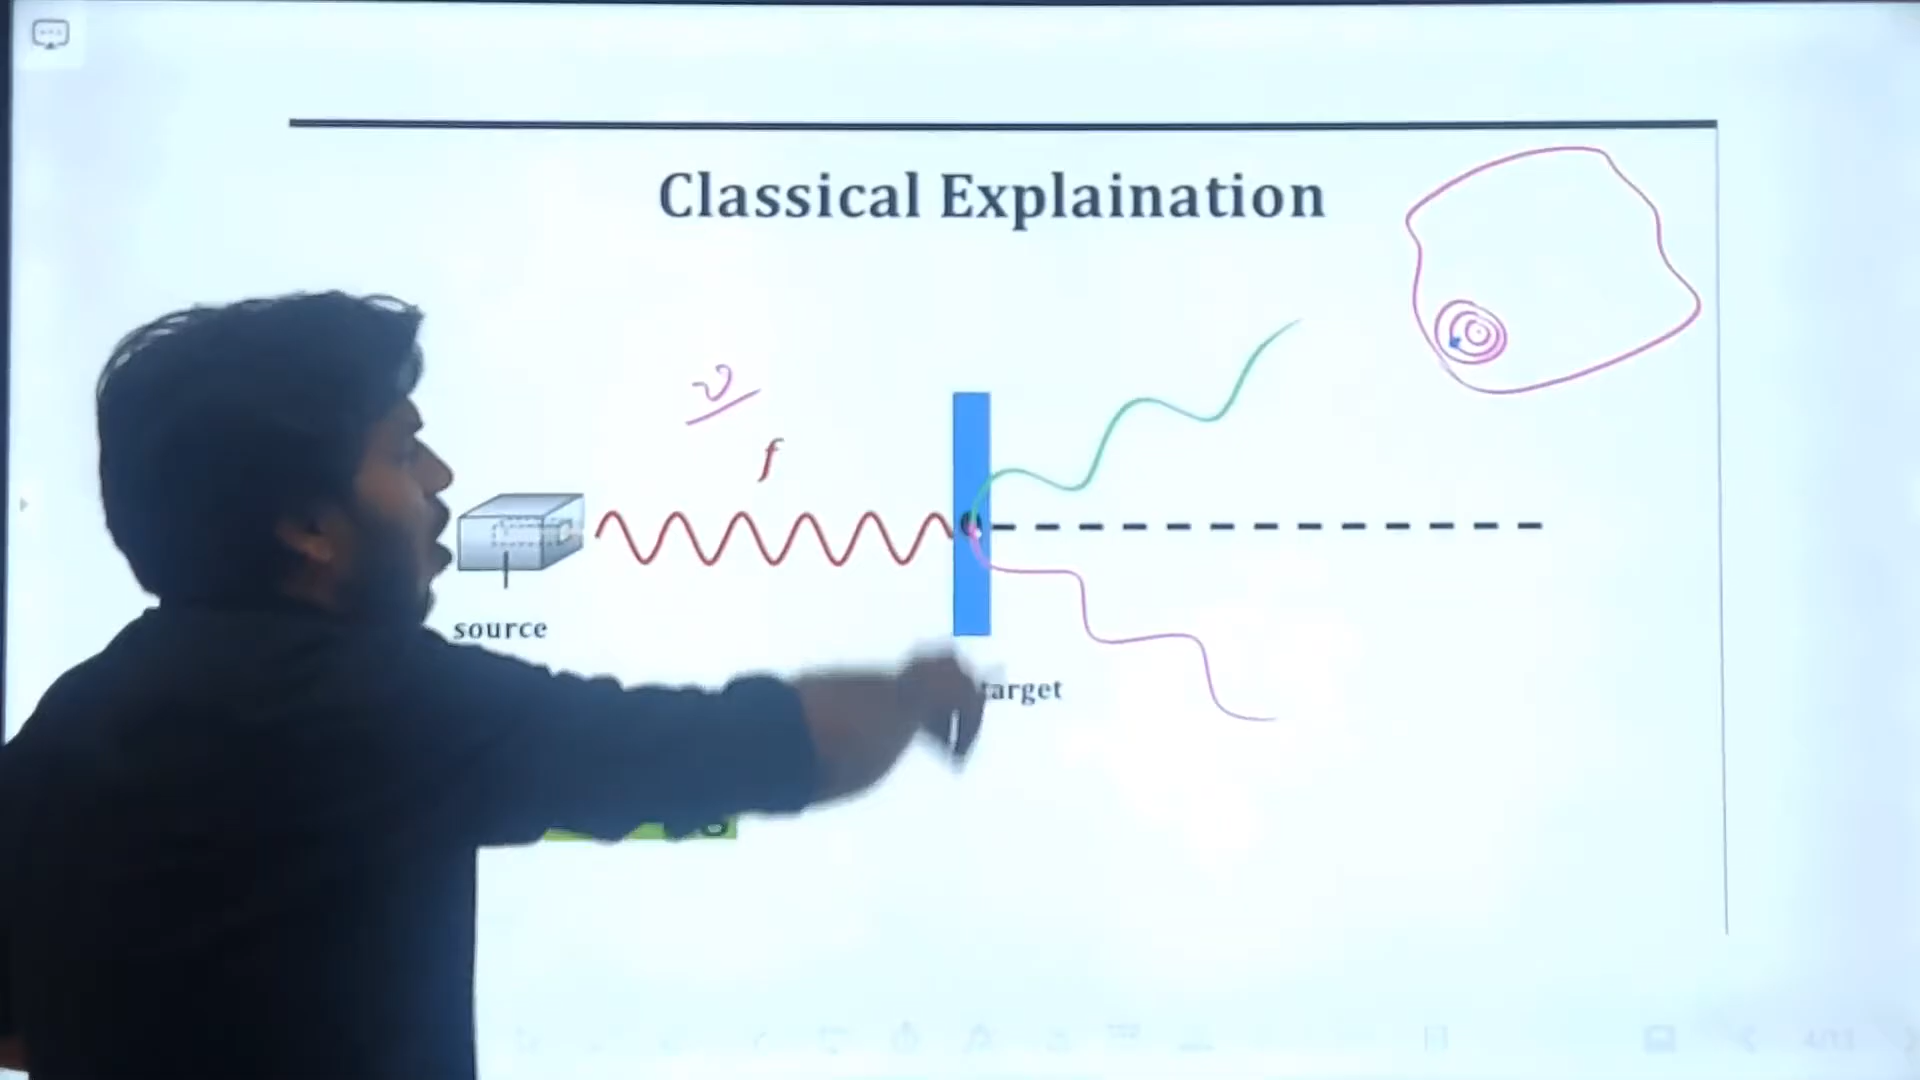 Classical Explaination
ν
f
source
target